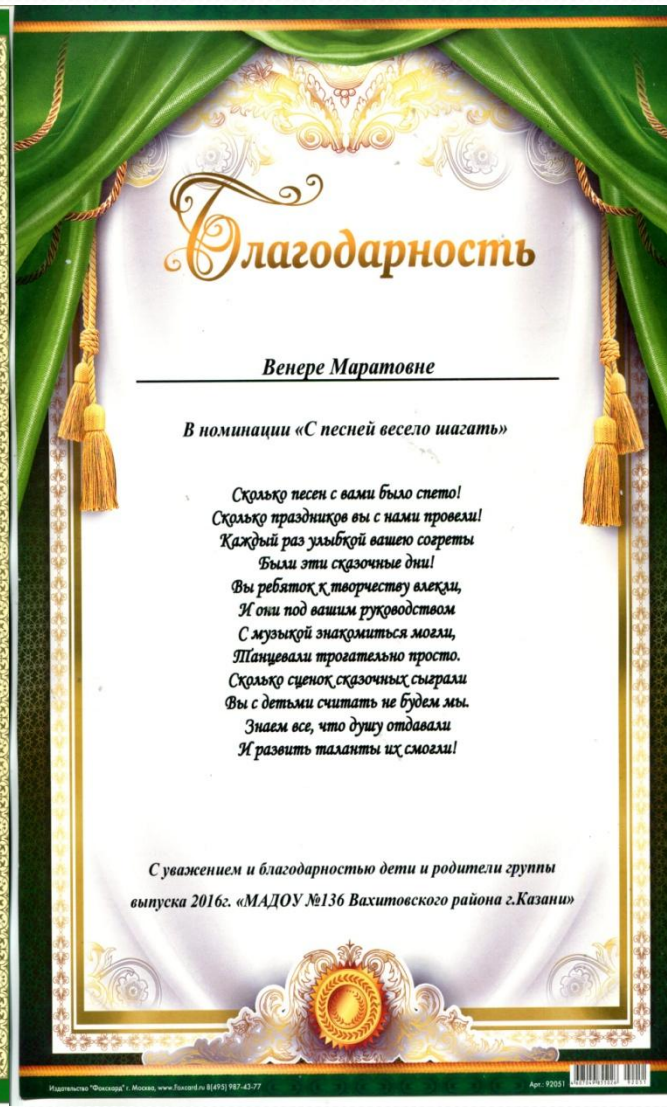 Благодарность
Венере Маратовне
В номинации «С песней весело шагать»
Сколько песен с вами было спето!
Сколько праздников вы с нами провели!
Каждый раз улыбкой вашею согреты
Были эти сказочные дни!
Вы ребяток к творчеству влекли,
И они под вашим руководством
С музыкой знакомиться могли,
Танцевали трогательно просто.
Сколько сценок сказочных сыграли
Вы с детьми считать не будем мы.
Знаем все, что душу отдавали
И развить таланты их смогли!
С уважением и благодарностью дети и родители группы
выпуска 2016г. «МАДОУ №136 Вахитовского района г.Казани»
Издательство "Фокскард" г. Москва, www.Foxcard.ru 8(495) 987-43-77
Арт.: 92051